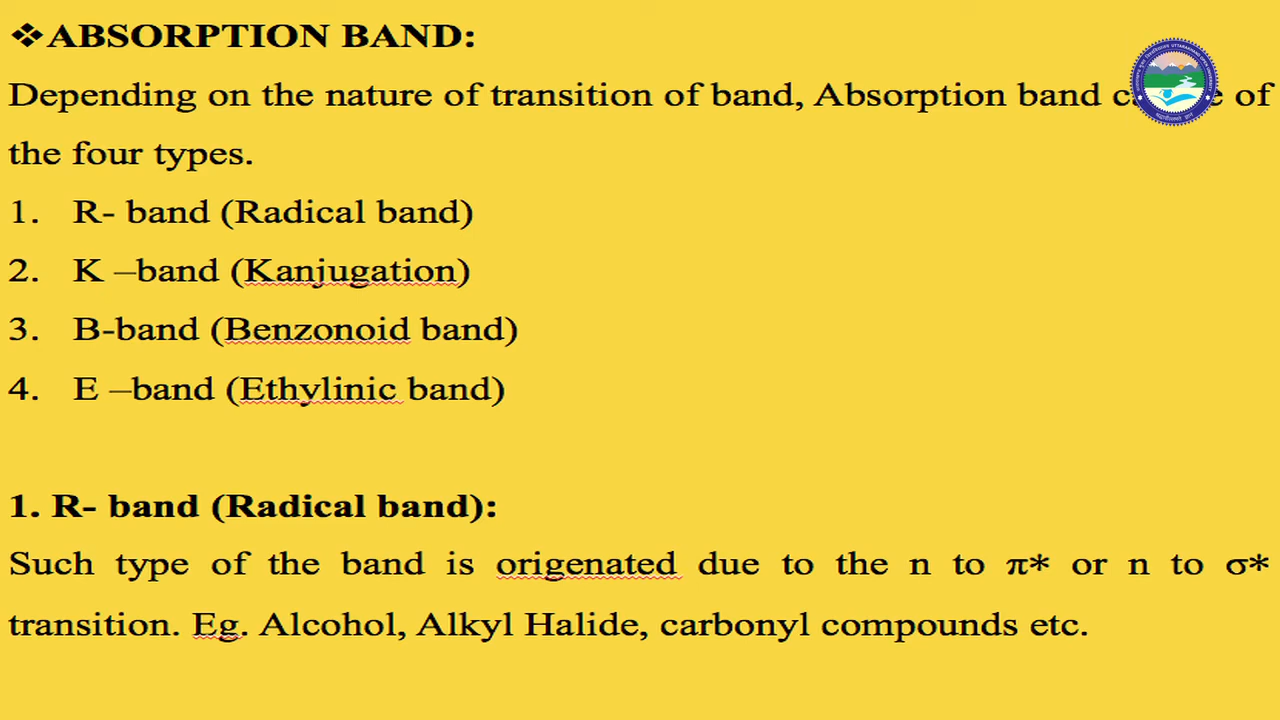 ❖ABSORPTION BAND:
Depending on the nature of transition of band, Absorption band of
the four types.
1. R- band (Radical band)
2. K –band (Kanjugation)
3. B-band (Benzonoid band)
4. E –band (Ethylinic band)
1. R- band (Radical band):
Such type of the band is origenated due to the n to π* or n to σ*
transition. Eg. Alcohol, Alkyl Halide, carbonyl compounds etc.